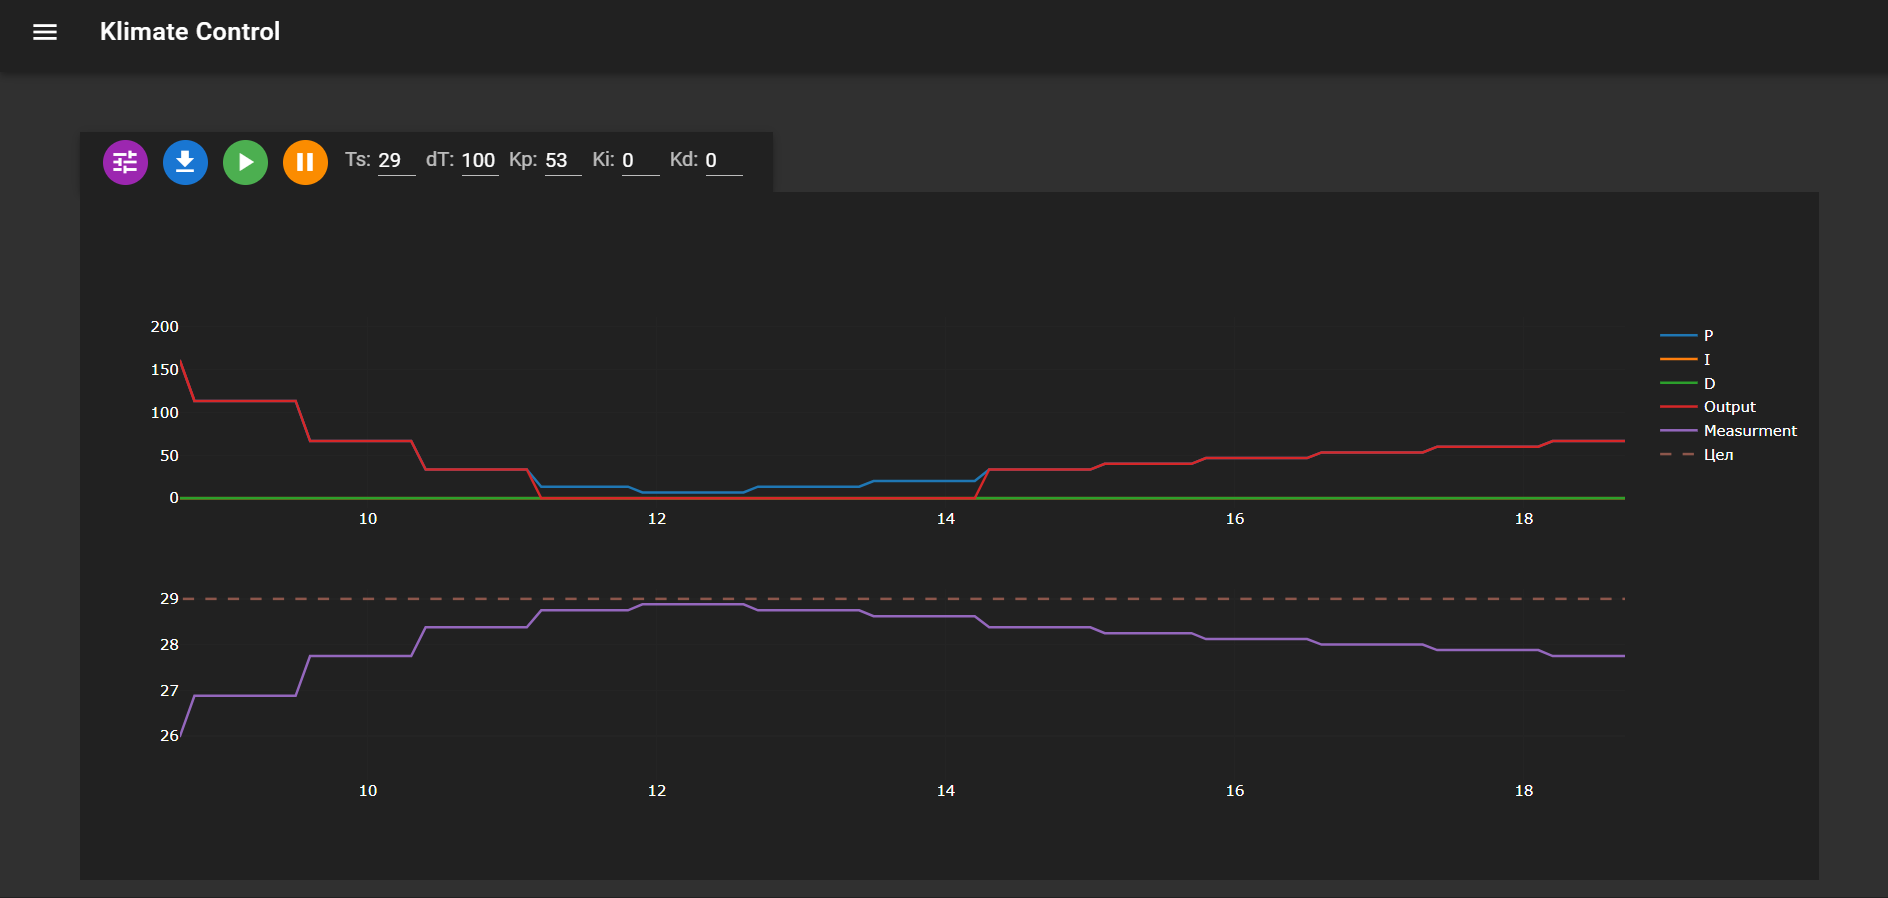 Klimate Control
Ts: 29 dT: 100 Kp: 53 Ki: 0 Kd: 0
200
150
100
50
0
10 12 14 16 18
P
I
D
Output
Measurment
Цел
29
28
27
26
10 12 14 16 18